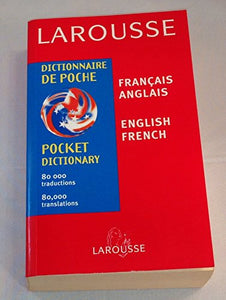 LAROUSSE
DICTIONNAIRE
DE POCHE
FRANÇAIS
ANGLAIS
ENGLISH
FRENCH
POCKET
DICTIONARY
80 000
traductions
80,000
translations
LAROUSSE